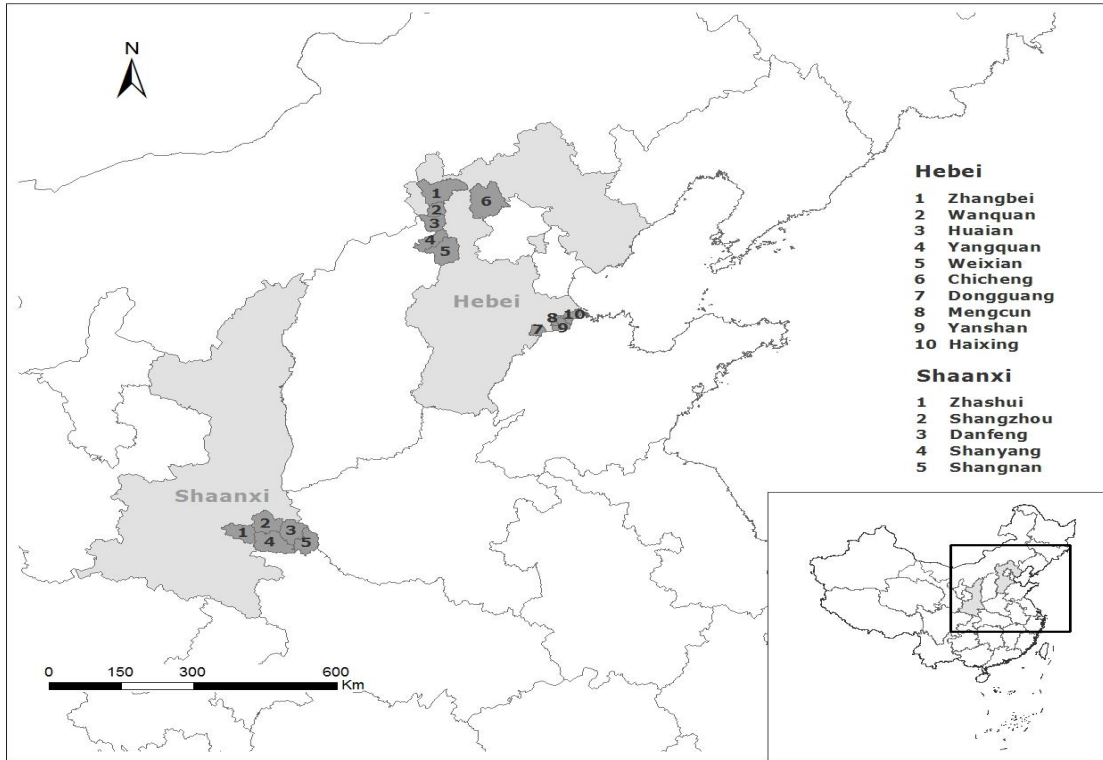 N
Hebei
1 Zhangbei
2 Wanquan
3 Huaian
4 Yangquan
5 Weixian
6 Chicheng
7 Dongguang
8 Mengcun
9 Yanshan
10 Haixing
Shaanxi
1 Zhashui
2 Shangzhou
3 Danfeng
4 Shanyang
5 Shangnan
1
2
3
4
5
6
Hebei
7
8
9
10
Shaanxi
1
2
3
4
5
0 150 300 600
Km